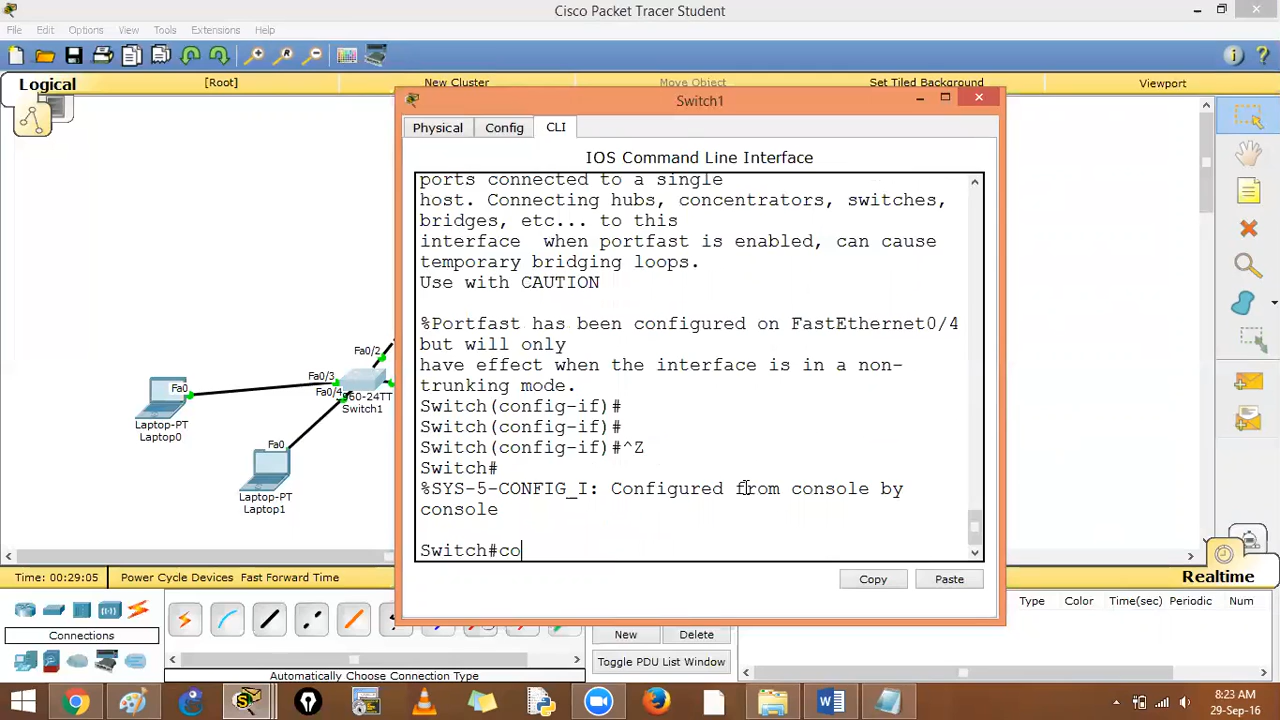 Cisco Packet Tracer Student
File Edit Options View Tools Extensions Help
Logical [Root] New Cluster Move Object Set Tiled Background Viewport
Switch1
Physical Config CLI
IOS Command Line Interface
ports connected to a single
host. Connecting hubs, concentrators, switches,
bridges, etc... to this
interface  when portfast is enabled, can cause
temporary bridging loops.
Use with CAUTION
%Portfast has been configured on FastEthernet0/4
but will only
have effect when the interface is in a non-
trunking mode.
Switch(config-if)#
Switch(config-if)#
Switch(config-if)#^Z
Switch#
%SYS-5-CONFIG_I: Configured from console by
console
Switch#co
Copy Paste
Fa0/2
Fa0/3
Fa0
Fa0/4
960-24TT
Switch1
Laptop-PT
Laptop0
Fa0
Laptop-PT
Laptop1
Time: 00:29:05 Power Cycle Devices Fast Forward Time Realtime
Connections
Automatically Choose Connection Type
New Delete
Toggle PDU List Window
Type Color Time(sec) Periodic Num
8:23 AM
29-Sep-16